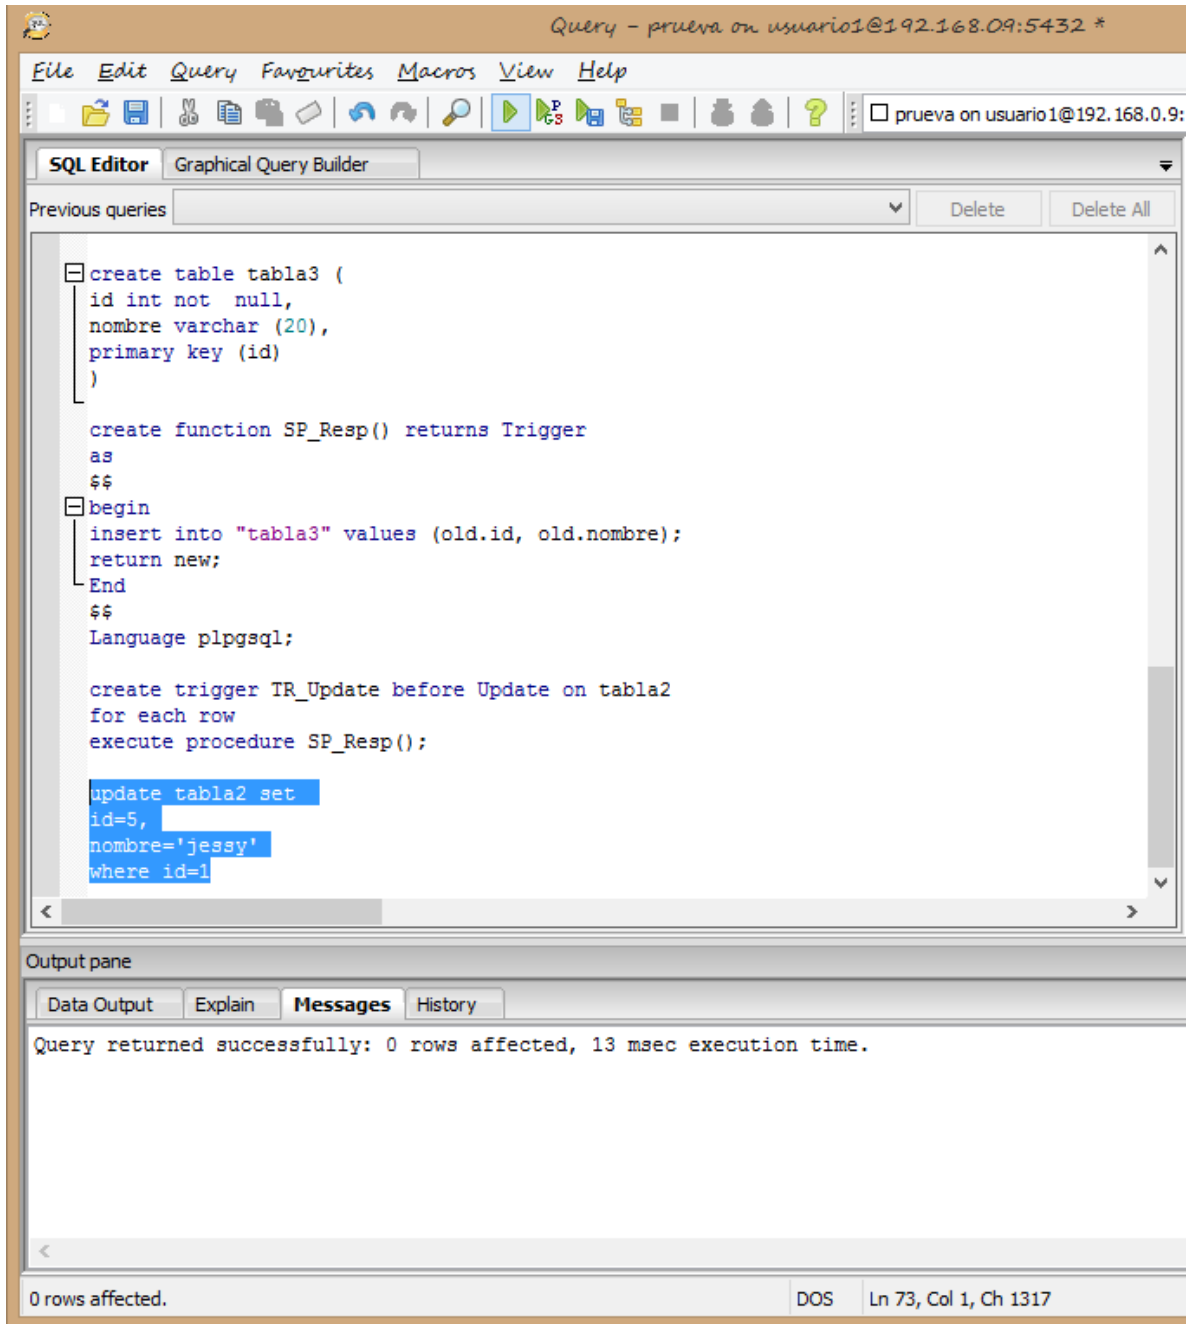 Query - prueva on usuario1@192.168.0.9:5432 *
File Edit Query Favourites Macros View Help
prueva on usuario1@192.168.0.9:
SQL Editor Graphical Query Builder
Previous queries Delete Delete All
create table tabla3 (
id int not  null,
nombre varchar (20),
primary key (id)
)
create function SP_Resp() returns Trigger
as
$$
begin
insert into "tabla3" values (old.id, old.nombre);
return new;
End
$$
Language plpgsql;
create trigger TR_Update before Update on tabla2
for each row
execute procedure SP_Resp();
update tabla2 set
id=5,
nombre='jessy'
where id=1
Output pane
Data Output Explain Messages History
Query returned successfully: 0 rows affected, 13 msec execution time.
0 rows affected. DOS Ln 73, Col 1, Ch 1317